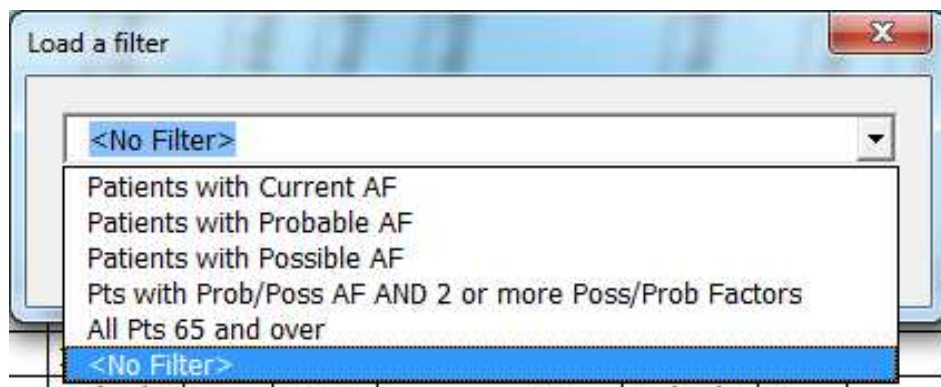 Load a filter
<No Filter>
Patients with Current AF
Patients with Probable AF
Patients with Possible AF
Pts with Prob/Poss AF AND 2 or more Poss/Prob Factors
All Pts 65 and over
<No Filter>